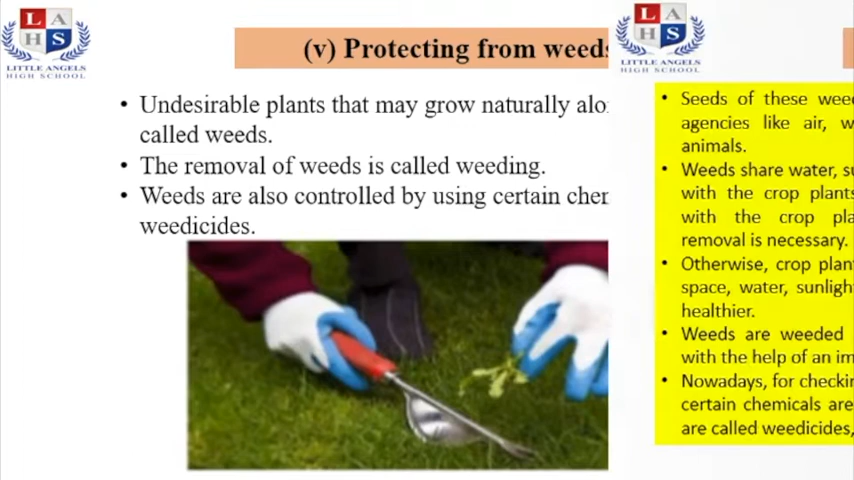 L A
H S
LITTLE ANGELS
HIGH SCHOOL
(v) Protecting from weeds
• Undesirable plants that may grow naturally alo
called weeds.
• The removal of weeds is called weeding.
• Weeds are also controlled by using certain cher
weedicides.
L A
H S
LITTLE ANGELS
HIGH SCHOOL
• Seeds of these weed
agencies like air, w
animals.
• Weeds share water, su
with the crop plants
with the crop pla
removal is necessary.
• Otherwise, crop plant
space, water, sunligh
healthier.
• Weeds are weeded
with the help of an im
• Nowadays, for checkin
certain chemicals are
are called weedicides,